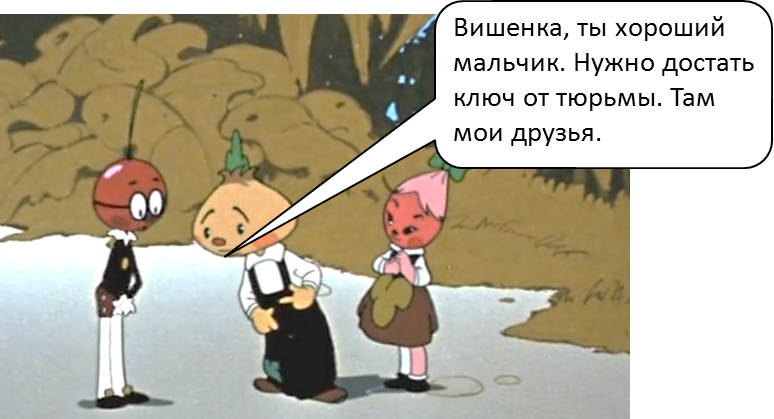 Вишенка, ты хороший
мальчик. Нужно достать
ключ от тюрьмы. Там
мои друзья.